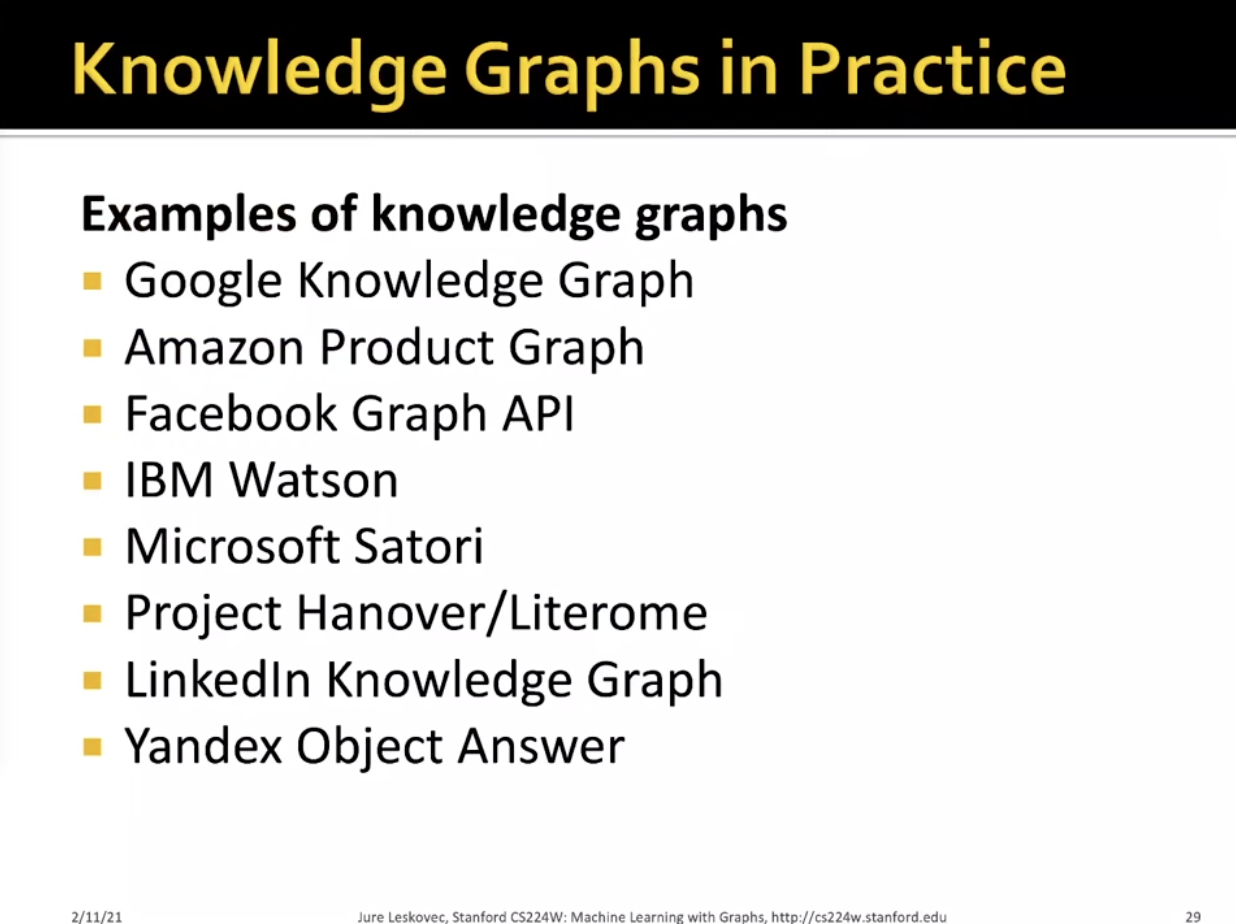 Knowledge Graphs in Practice
Examples of knowledge graphs
Google Knowledge Graph
Amazon Product Graph
Facebook Graph API
IBM Watson
Microsoft Satori
Project Hanover/Literome
LinkedIn Knowledge Graph
Yandex Object Answer
2/11/21 Jure Leskovec, Stanford CS224W: Machine Learning with Graphs, http://cs224w.stanford.edu 29